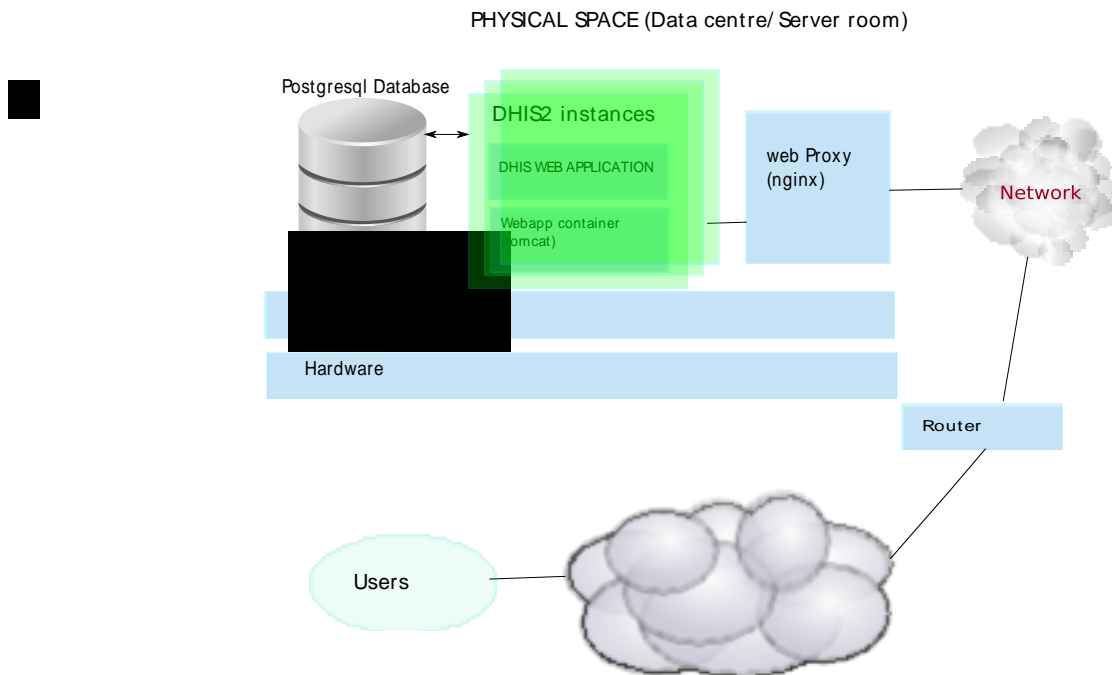 PHYSICAL SPACE (Data centre/ Server room)
Postgresql Database
DHIS2 instances
DHIS WEB APPLICATION
Webapp container
tomcat)
web Proxy
(nginx)
Network
Hardware
Router
Users